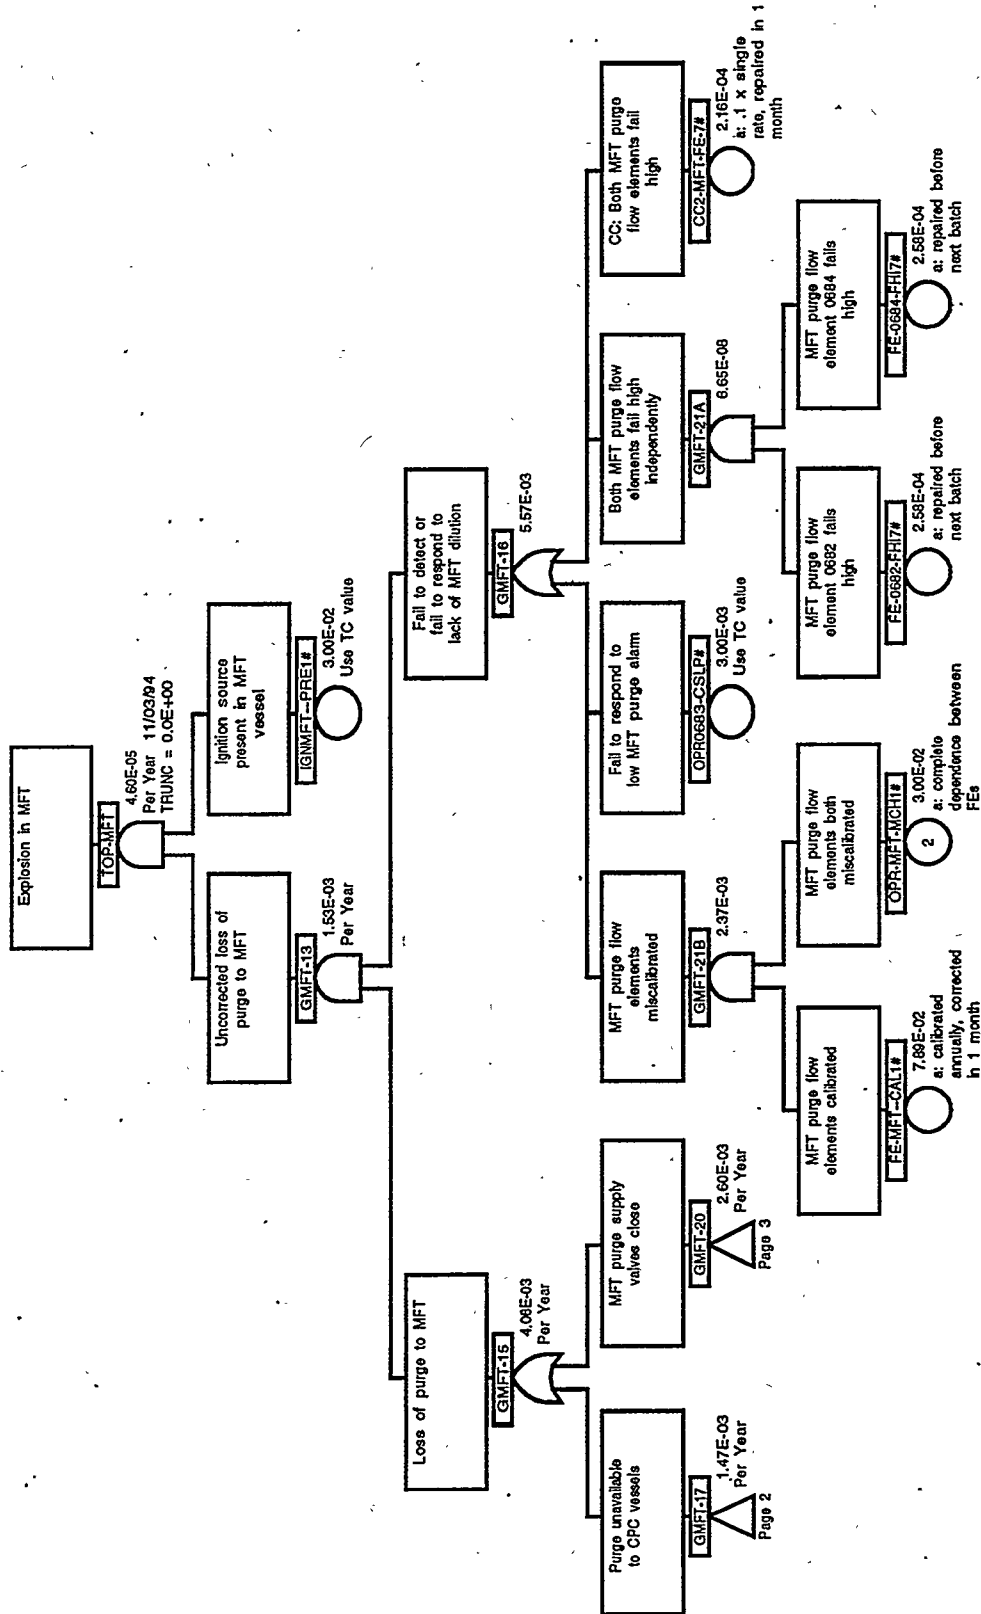 Explosion in MFT
TOP-MFT
4.60E-05
Per Year 11/03/94
TRUNC = 0.0E+00
Uncorrected loss of
purge to MFT
GMFT-13
1.53E-03
Per Year
Ignition source
present in MFT
vessel
IGNMFT--PRE1#
3.00E-02
Use TC value
Loss of purge to MFT
GMFT-15
4.08E-03
Per Year
Fail to detect or
fail to respond to
lack of MFT dilution
GMFT-16
5.57E-03
Purge unavailable
to CPC vessels
GMFT-17
1.47E-03
Per Year
Page 2
MFT purge supply
valves close
GMFT-20
2.60E-03
Per Year
Page 3
MFT purge flow
elements
miscalibrated
GMFT-21B
2.37E-03
Fail to respond to
low MFT purge alarm
OPR0683-CSLP#
3.00E-03
Use TC value
Both MFT purge flow
elements fail high
independently
GMFT-21A
6.65E-08
CC: Both MFT purge
flow elements fail
high
CC2-MFT-FE-7#
2.16E-04
a: .1 x single
rate, repaired in 1
month
MFT purge flow
elements calibrated
FE-MFT--CAL1#
7.89E-02
a: calibrated
annually, corrected
in 1 month
MFT purge flow
elements both
miscalibrated
OPR-MFT-MCH1#
2
3.00E-02
a: complete
dependence between
FEs
MFT purge flow
element 0682 fails
high
FE-0682-FHI7#
2.58E-04
a: repaired before
next batch
MFT purge flow
element 0684 fails
high
FE-0684-FHI7#
2.58E-04
a: repaired before
next batch